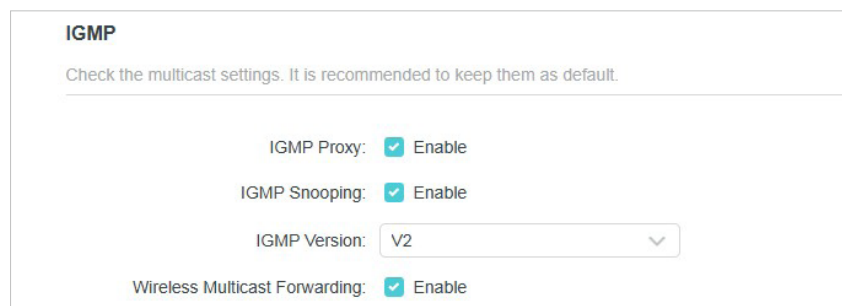 IGMP
Check the multicast settings. It is recommended to keep them as default.
IGMP Proxy: Enable
IGMP Snooping: Enable
IGMP Version: V2
Wireless Multicast Forwarding: Enable